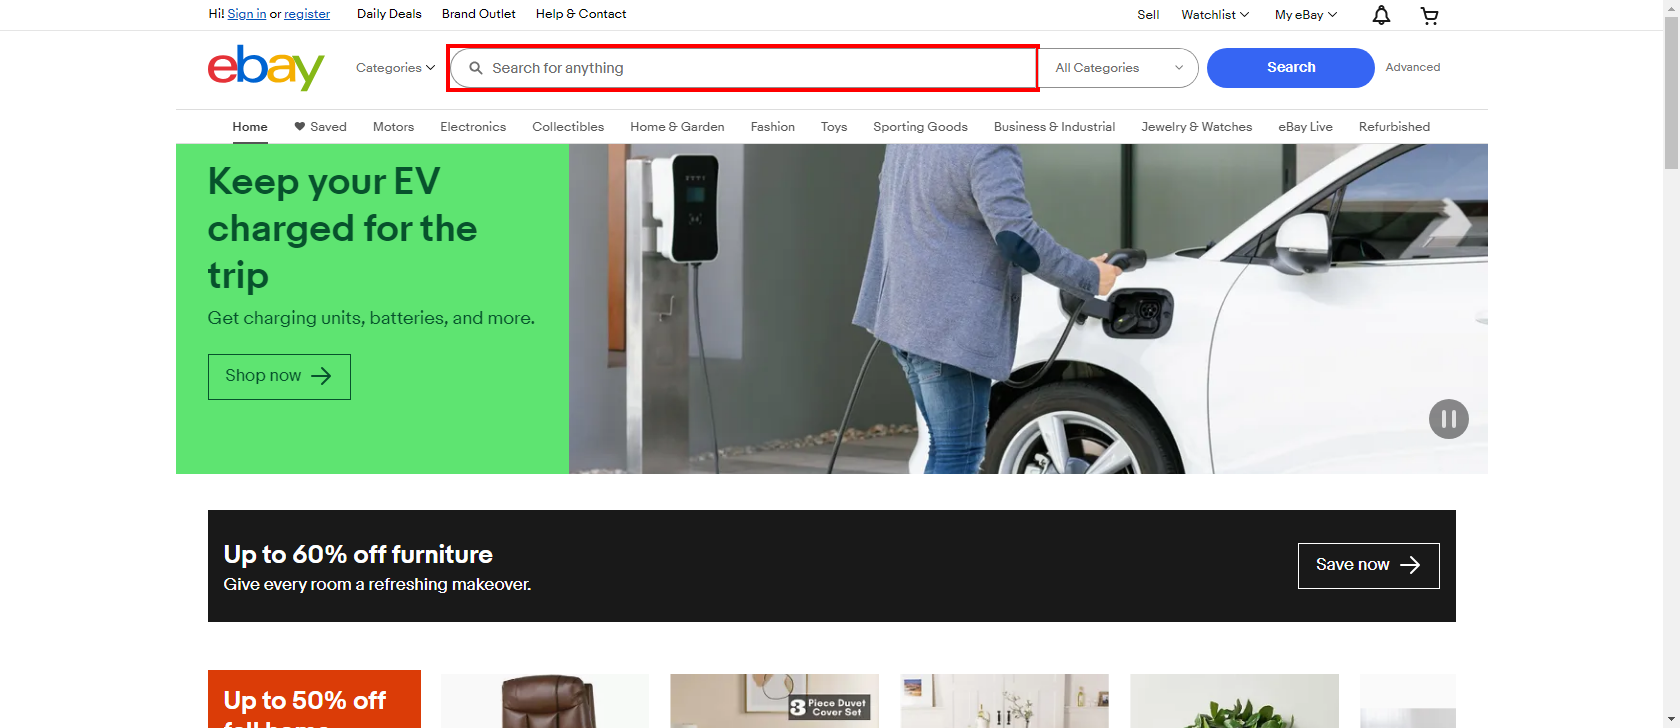 Hi! Sign in or register
Daily Deals
Brand Outlet
Help & Contact
Sell
Watchlist
My eBay
ebay
Categories
Search for anything
All Categories
Search
Advanced
Home
Saved
Motors
Electronics
Collectibles
Home & Garden
Fashion
Toys
Sporting Goods
Business & Industrial
Jewelry & Watches
eBay Live
Refurbished
Keep your EV
charged for the
trip
Get charging units, batteries, and more.
Shop now
Up to 60% off furniture
Give every room a refreshing makeover.
Save now
Up to 50% off
fall home
3 Piece Duvet
Cover Set